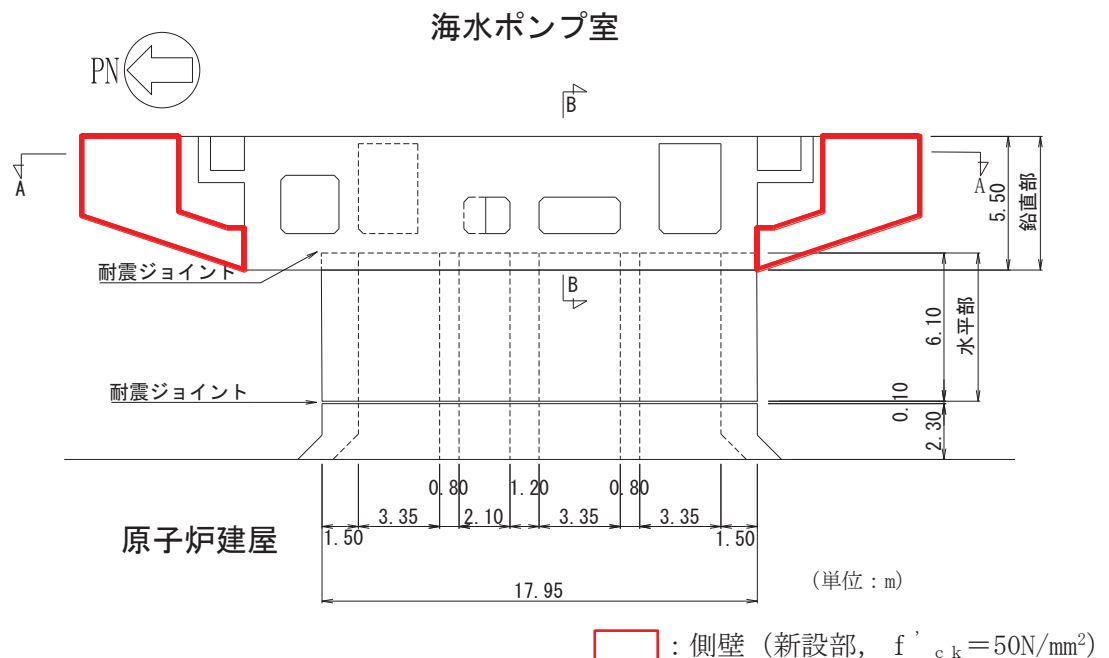 海水ポンプ室
PN
B
A
A
5.50
鉛直部
耐震ジョイント
B
6.10
水平部
耐震ジョイント
0.10
2.30
0.80
1.20
0.80
3.35
2.10
3.35
3.35
1.50
1.50
原子炉建屋
17.95
(単位:m)
:側壁(新設部, f'ck=50N/mm²)